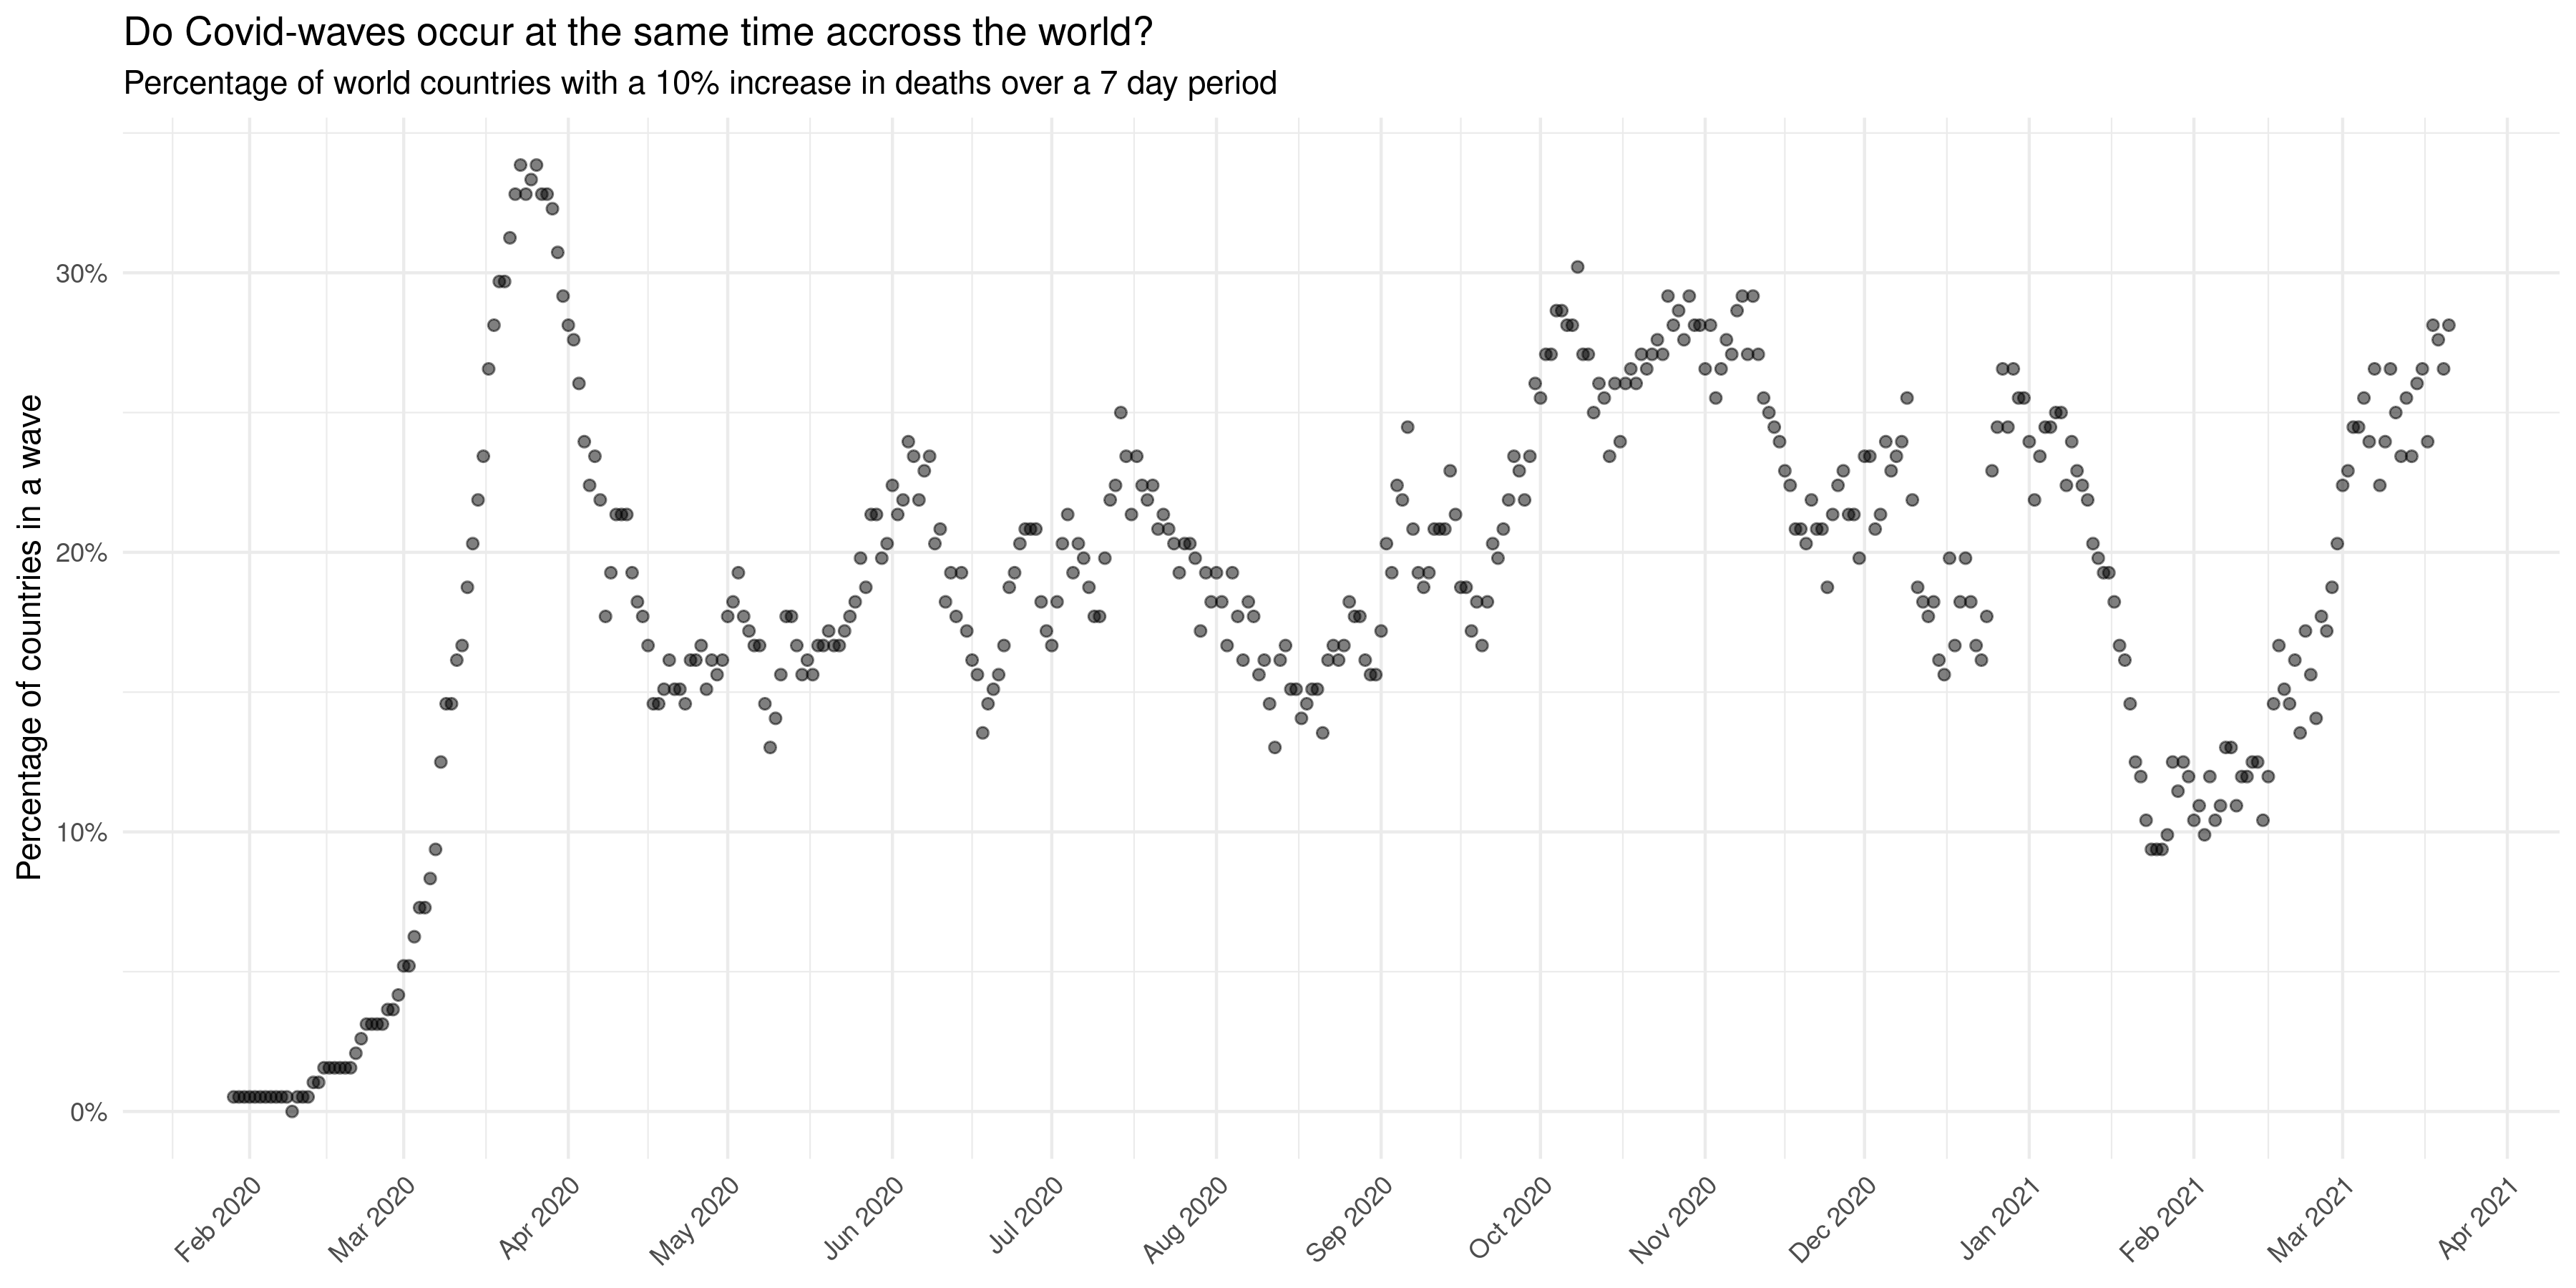 Do Covid-waves occur at the same time accross the world?
Percentage of world countries with a 10% increase in deaths over a 7 day period
Percentage of countries in a wave
30%
20%
10%
0%
Feb 2020
Mar 2020
Apr 2020
May 2020
Jun 2020
Jul 2020
Aug 2020
Sep 2020
Oct 2020
Nov 2020
Dec 2020
Jan 2021
Feb 2021
Mar 2021
Apr 2021